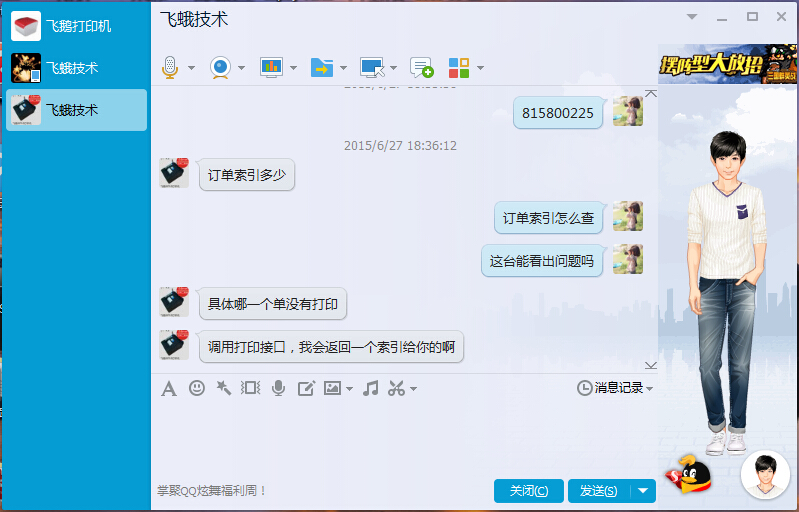 飞鹅打印机
飞蛾技术
飞蛾技术
飞蛾技术
摆阵型大放招
815800225
2015/6/27 18:36:12
订单索引多少
订单索引怎么查
这台能看出问题吗
具体哪一个单没有打印
调用打印接口，我会返回一个索引给你的啊
消息记录
掌聚QQ炫舞福利周！
关闭(C)
发送(S)